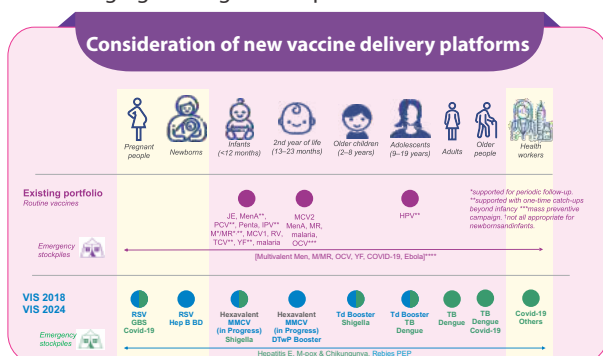 Consideration of new vaccine delivery platforms
Pregnant
people
Newborns
Infants
(<12 months)
2nd year of life
(13–23 months)
Older children
(2–8 years)
Adolescents
(9–19 years)
Adults
Older
people
Health
workers
Existing portfolio
Routine vaccines
JE, MenA**,
PCV**, Penta, IPV**
M*/MR*,**, MCV1, RV,
TCV**, YF**, malaria
MCV2
MenA, MR,
malaria,
OCV***
HPV**
*supported for periodic follow-up.
**supported with one-time catch-ups
beyond infancy ***mass preventive
campaign. †not all appropriate for
newbornsandinfants.
Emergency
stockpiles
[Multivalent Men, M/MR, OCV, YF, COVID-19, Ebola]****
VIS 2018
VIS 2024
RSV
GBS
Covid-19
RSV
Hep B BD
Hexavalent
MMCV
(in Progress)
Shigella
Hexavalent
MMCV
(in Progress)
DTwP Booster
Td Booster
Shigella
Td Booster
TB
Dengue
TB
Dengue
TB
Dengue
Covid-19
Covid-19
Others
Emergency
stockpiles
Hepatitis E, M-pox & Chikungunya, Rebies PEP